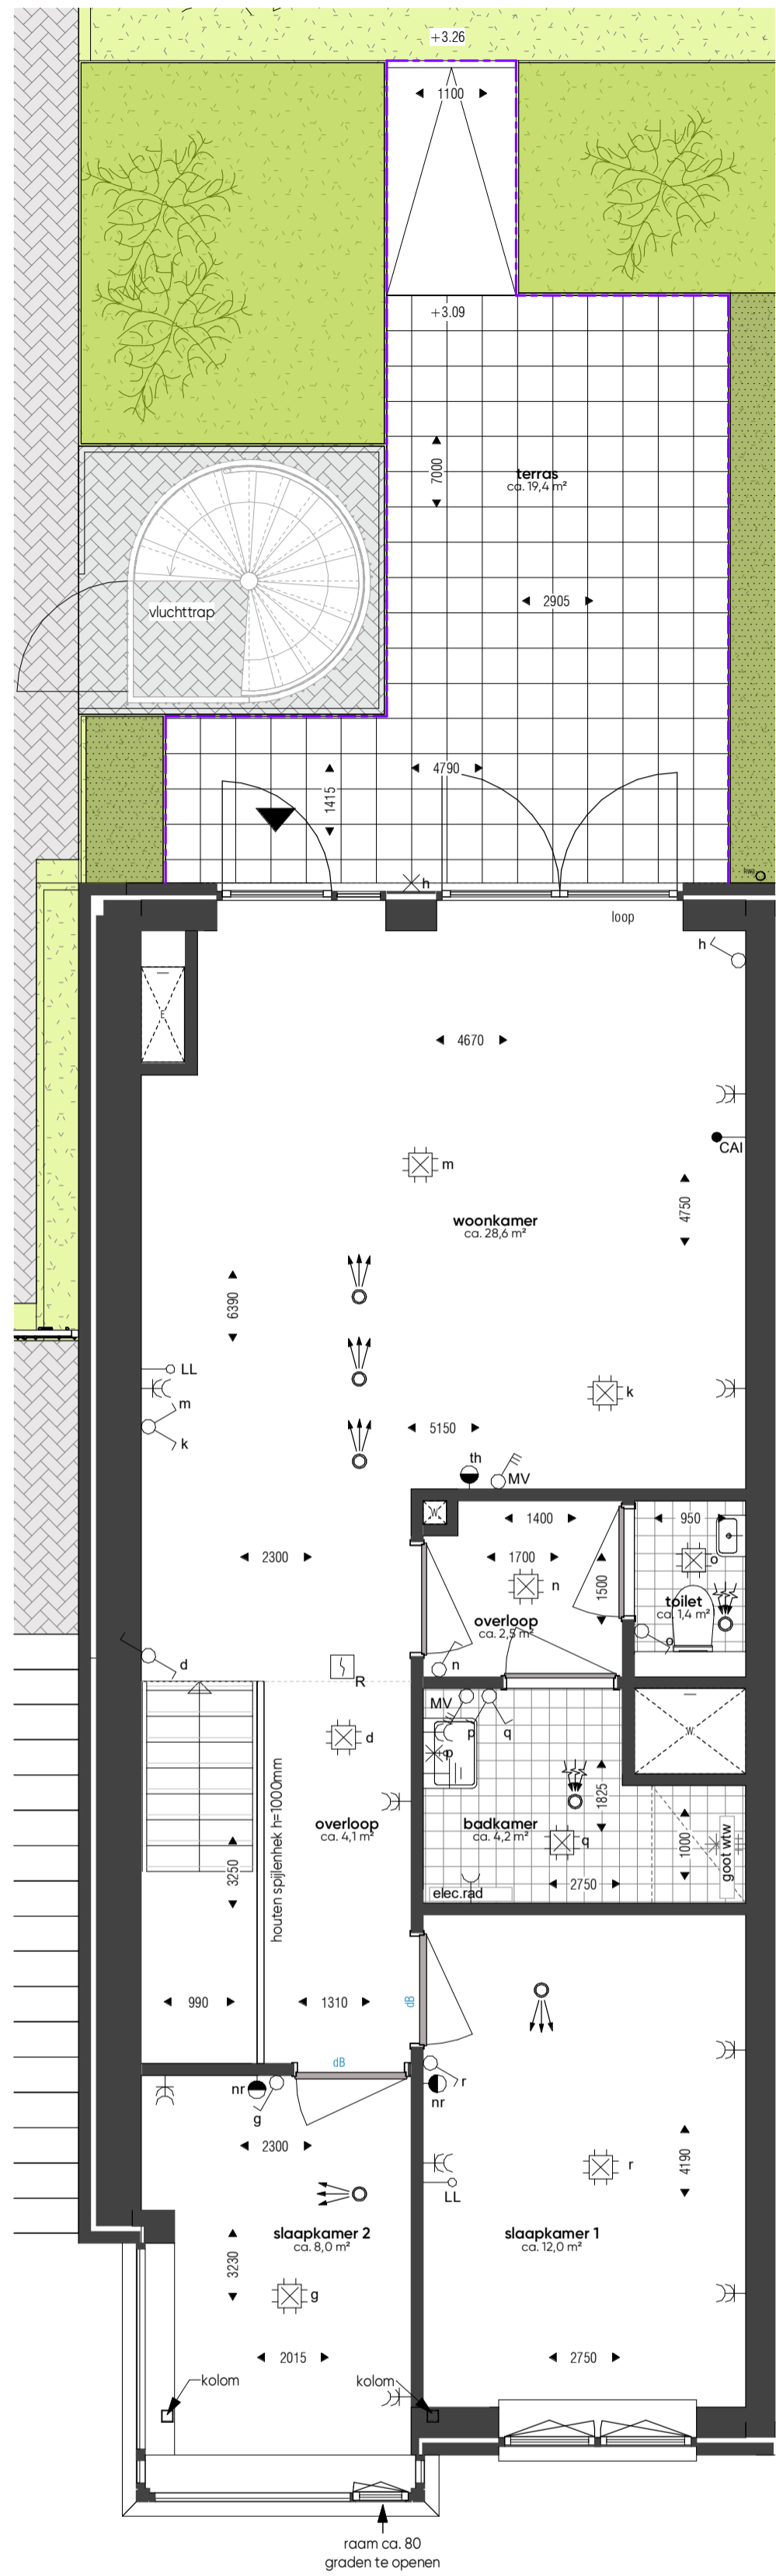 +3.26
1100
+3.09
7000
terras
ca. 19,4 m²
2905
vluchttrap
4790
1415
h
kwa
loop
h
E
4670
m
CAI
woonkamer
ca. 28,6 m²
4750
6390
LL
m
k
k
5150
th
MV
W
1400
950
2300
1700
o
n
1500
toilet
ca. 1,4 m²
overloop
ca. 2,5 m²
o
d
n
R
MV
p
q
W
d
p
houten spijlenhek h=1000mm
1825
overloop
ca. 4,1 m²
badkamer
ca. 4,2 m²
q
1000
goot wtw
3250
2750
elec.rad
990
1310
dB
dB
nr
g
r
nr
2300
4190
r
LL
slaapkamer 2
ca. 8,0 m²
slaapkamer 1
ca. 12,0 m²
3230
g
2015
2750
kolom
kolom
raam ca. 80
graden te openen